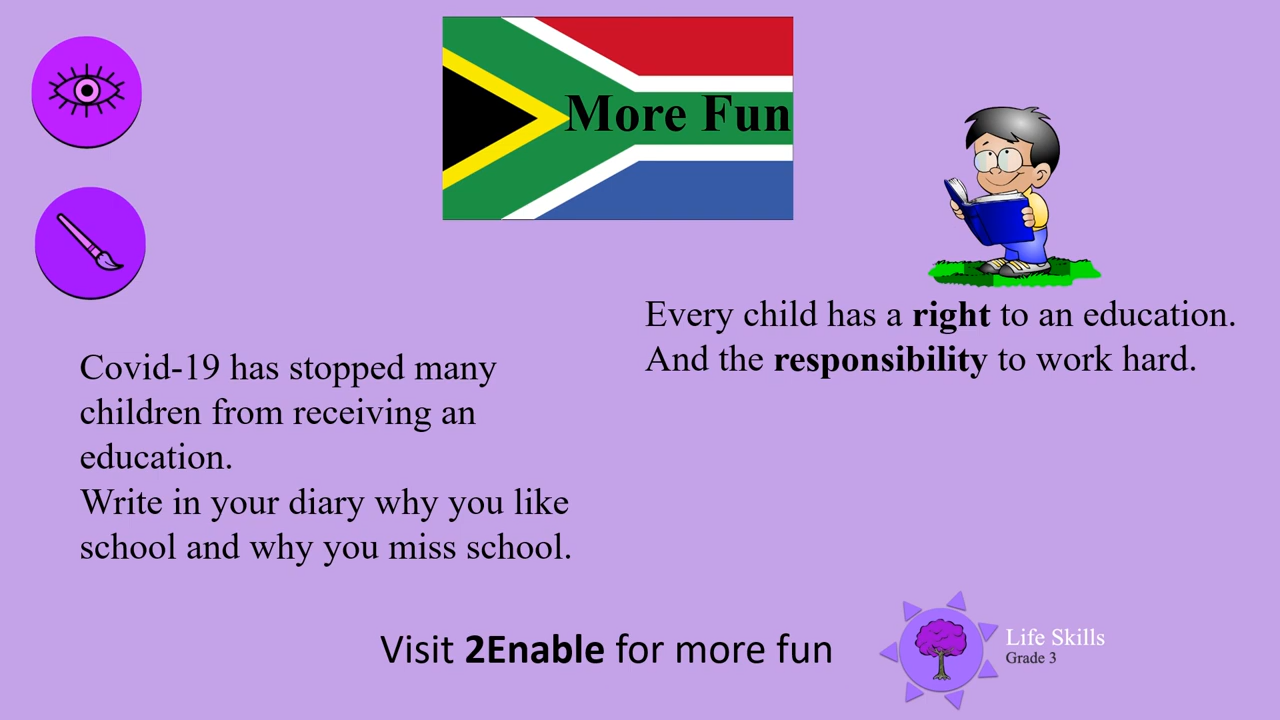 More Fun
Every child has a right to an education.
And the responsibility to work hard.
Covid-19 has stopped many
children from receiving an
education.
Write in your diary why you like
school and why you miss school.
Visit 2Enable for more fun
Life Skills
Grade 3